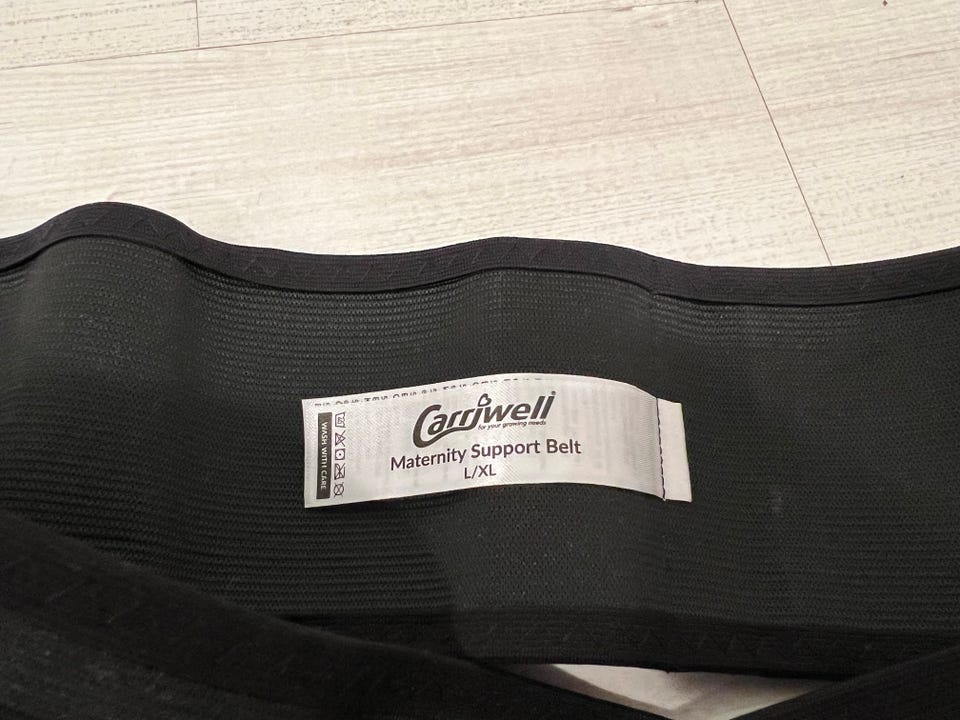 Carriwell
for your growing needs
Maternity Support Belt
L/XL
WASH WITH CARE